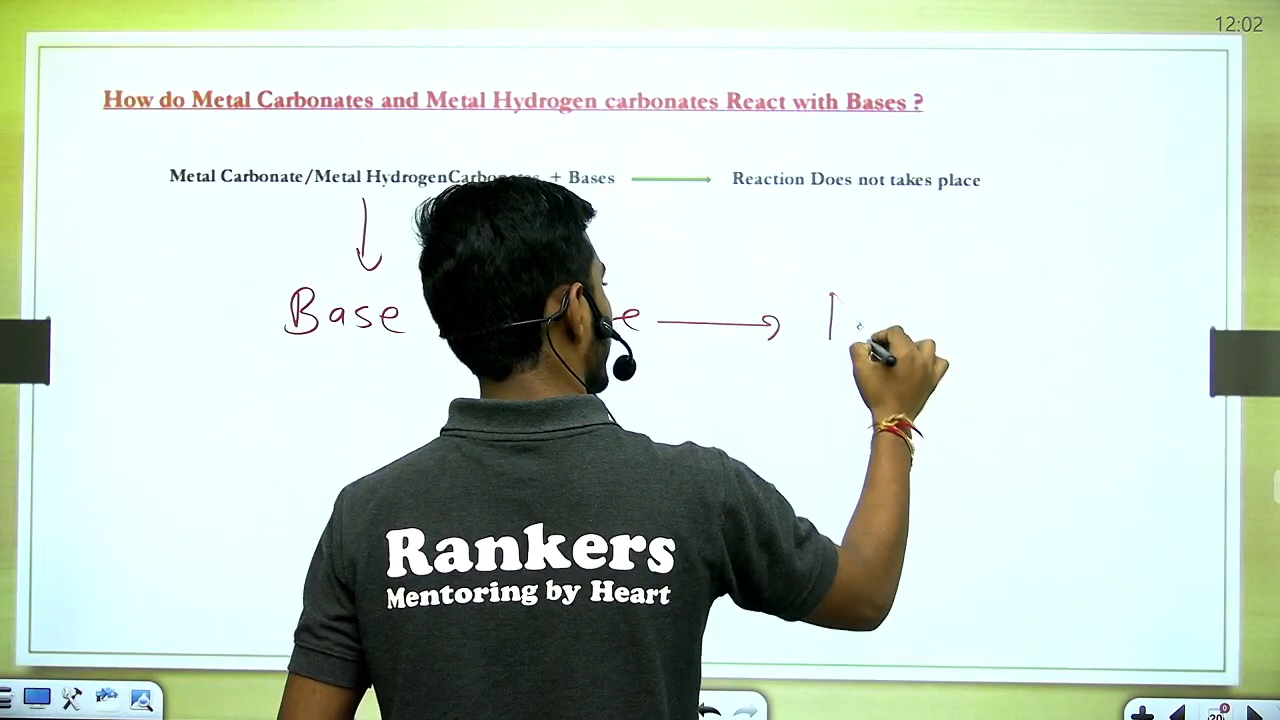 12:02
How do Metal Carbonates and Metal Hydrogen carbonates React with Bases ?
Metal Carbonate/Metal HydrogenCarbonates + Bases Reaction Does not takes place
Base
Rankers
Mentoring by Heart